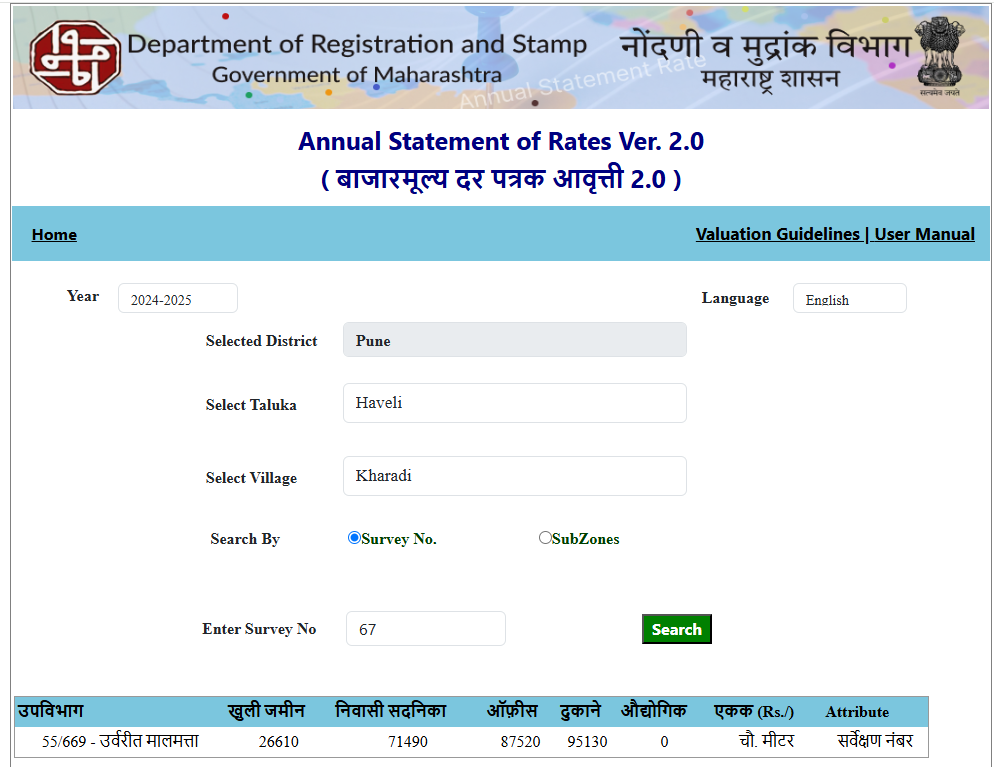 Department of Registration and Stamp
Government of Maharashtra
नोंदणी व मुद्रांक विभाग
महाराष्ट्र शासन
सत्यमेव जयते
Annual Statement Rate
Annual Statement of Rates Ver. 2.0
( बाजारमूल्य दर पत्रक आवृत्ती 2.0 )
Home Valuation Guidelines | User Manual
Year 2024-2025 Language English
Selected District Pune
Select Taluka Haveli
Select Village Kharadi
Search By Survey No. SubZones
Enter Survey No 67 Search
उपविभाग खुली जमीन निवासी सदनिका ऑफ़ीस दुकाने औद्योगिक एकक (Rs./) Attribute
55/669 - उर्वरीत मालमत्ता 26610 71490 87520 95130 0 चौ. मीटर सर्वेक्षण नंबर